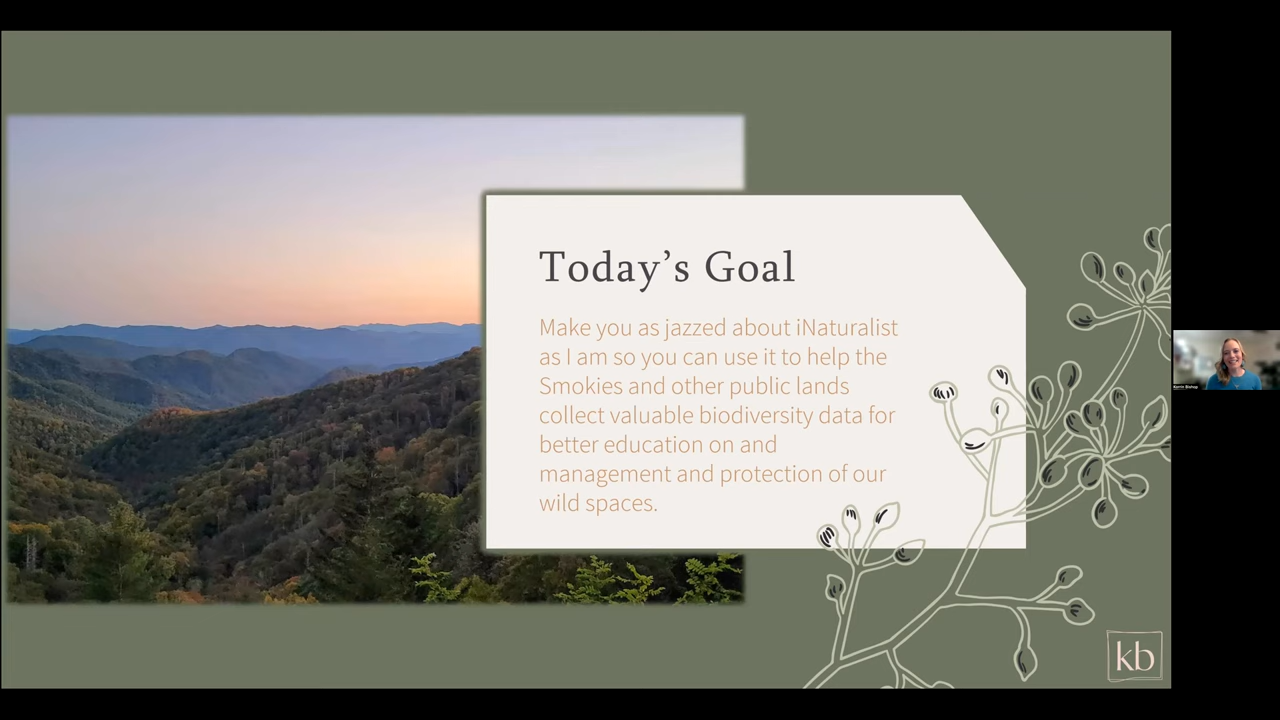 Today's Goal
Make you as jazzed about iNaturalist
as I am so you can use it to help the
Smokies and other public lands
collect valuable biodiversity data for
better education on and
management and protection of our
wild spaces.
Korrin Bishop
kb